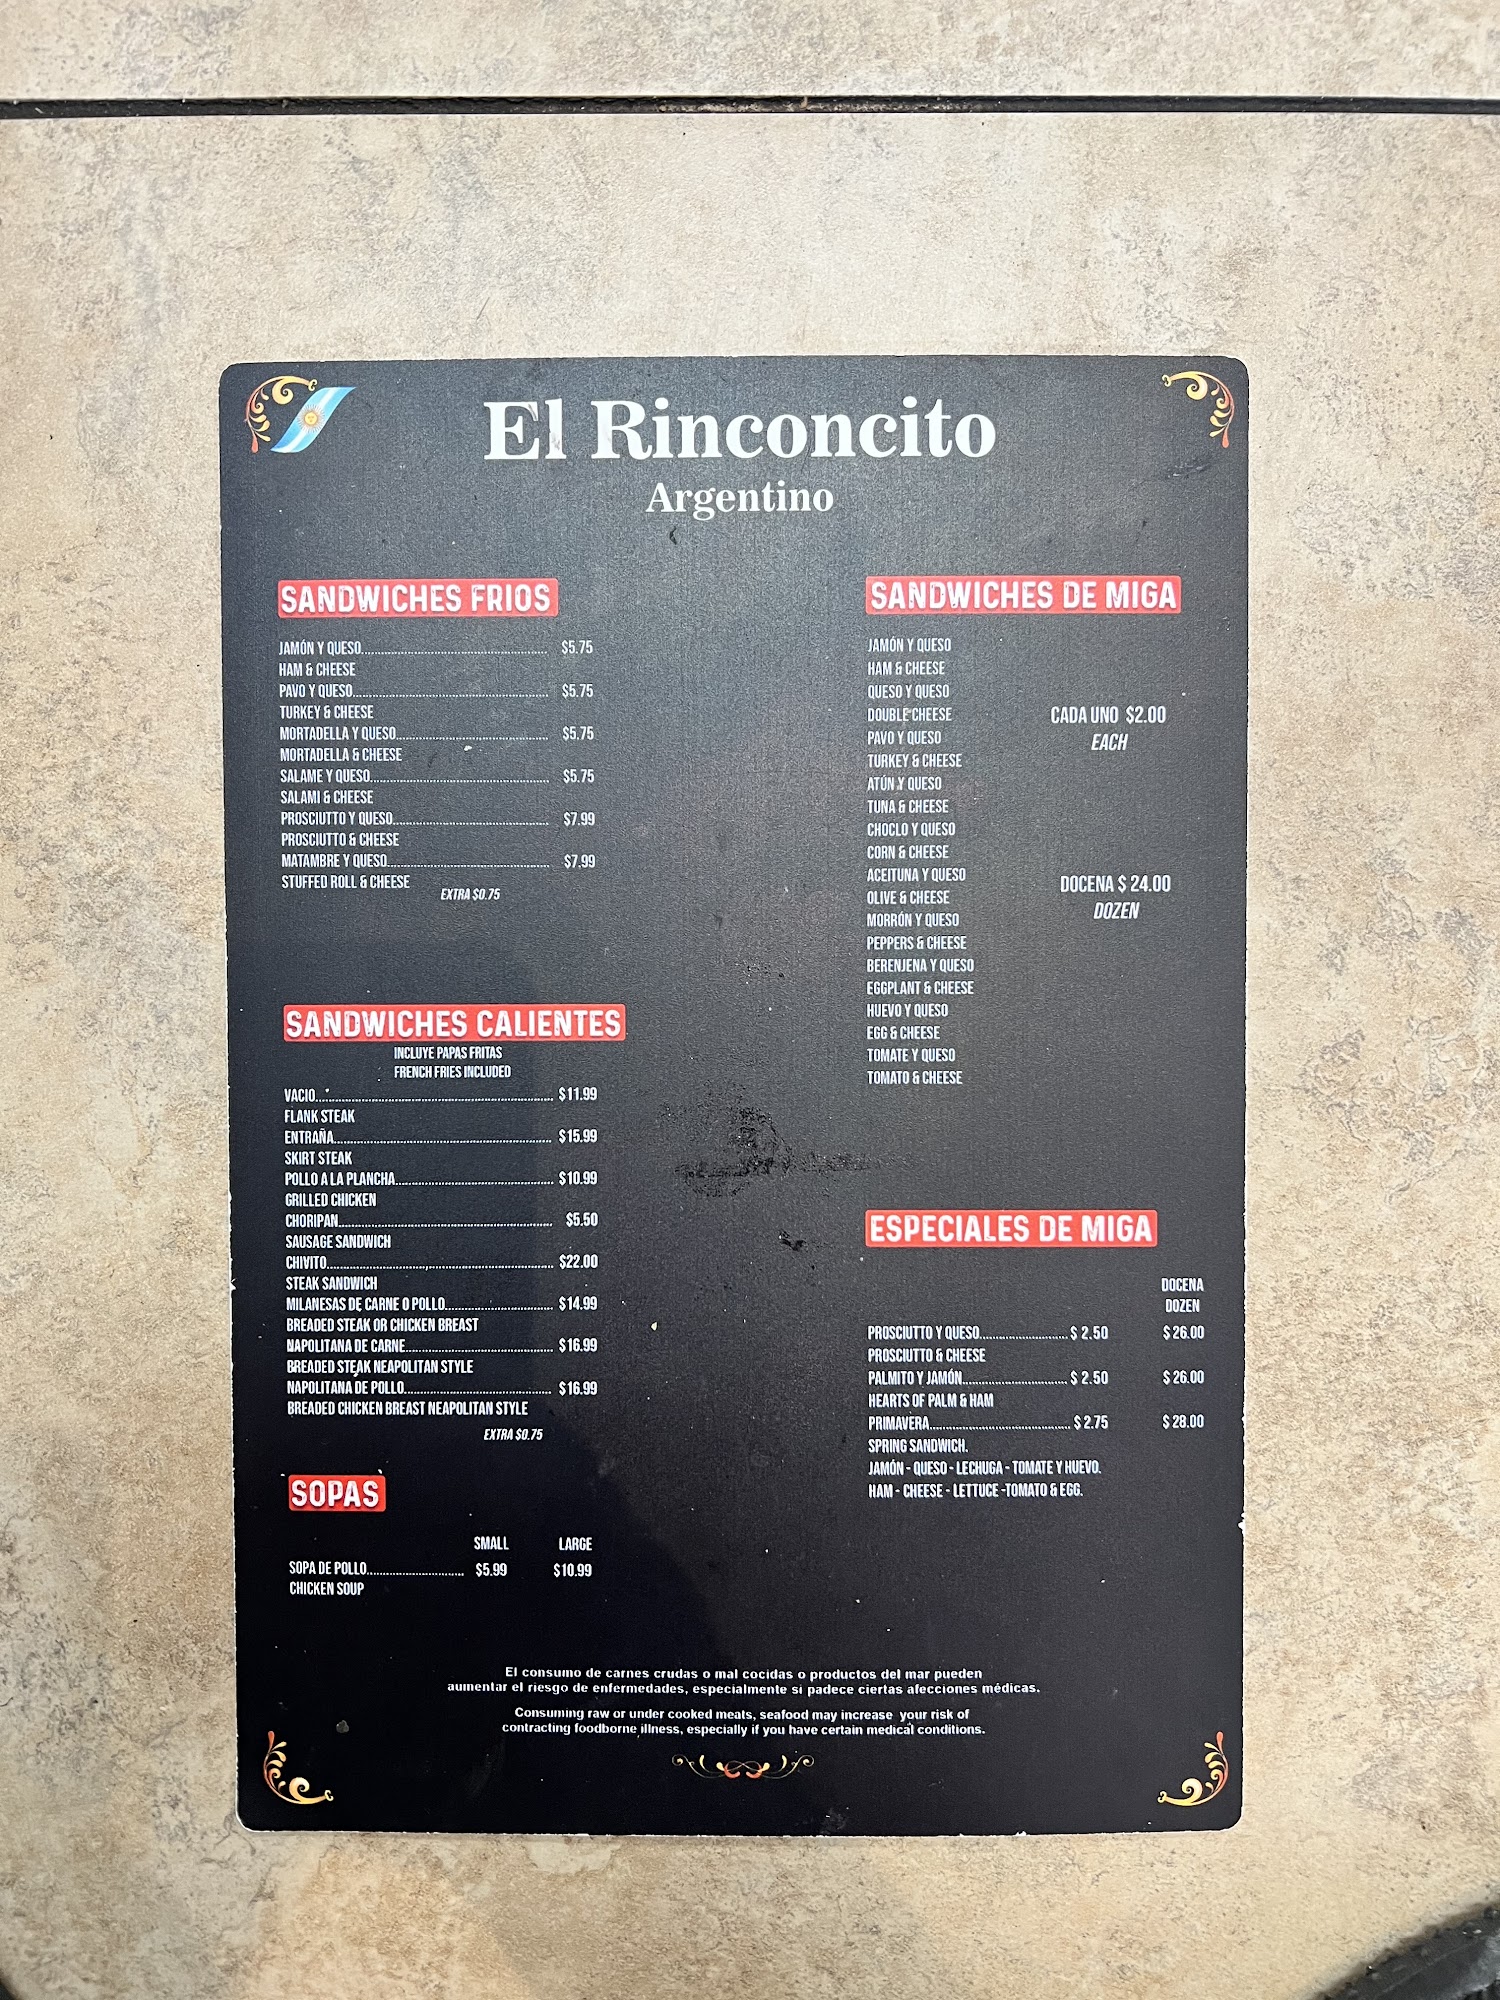 El Rinconcito
Argentino
SANDWICHES FRIOS
JAMÓN Y QUESO $5.75
HAM & CHEESE
PAVO Y QUESO $5.75
TURKEY & CHEESE
MORTADELLA Y QUESO $5.75
MORTADELLA & CHEESE
SALAME Y QUESO $5.75
SALAMI & CHEESE
PROSCIUTTO Y QUESO $7.99
PROSCIUTTO & CHEESE
MATAMBRE Y QUESO $7.99
STUFFED ROLL & CHEESE
EXTRA $0.75
SANDWICHES CALIENTES
INCLUYE PAPAS FRITAS
FRENCH FRIES INCLUDED
VACIO $11.99
FLANK STEAK
ENTRAÑA $15.99
SKIRT STEAK
POLLO A LA PLANCHA $10.99
GRILLED CHICKEN
CHORIPAN $5.50
SAUSAGE SANDWICH
CHIVITO $22.00
STEAK SANDWICH
MILANESAS DE CARNE O POLLO $14.99
BREADED STEAK OR CHICKEN BREAST
NAPOLITANA DE CARNE $16.99
BREADED STEAK NEAPOLITAN STYLE
NAPOLITANA DE POLLO $16.99
BREADED CHICKEN BREAST NEAPOLITAN STYLE
EXTRA $0.75
SOPAS
SMALL LARGE
SOPA DE POLLO $5.99 $10.99
CHICKEN SOUP
SANDWICHES DE MIGA
JAMÓN Y QUESO
HAM & CHEESE
QUESO Y QUESO
DOUBLE CHEESE
PAVO Y QUESO
TURKEY & CHEESE
ATÚN Y QUESO
TUNA & CHEESE
CHOCLO Y QUESO
CORN & CHEESE
ACEITUNA Y QUESO
OLIVE & CHEESE
MORRÓN Y QUESO
PEPPERS & CHEESE
BERENJENA Y QUESO
EGGPLANT & CHEESE
HUEVO Y QUESO
EGG & CHEESE
TOMATE Y QUESO
TOMATO & CHEESE
CADA UNO $2.00
EACH
DOCENA $ 24.00
DOZEN
ESPECIALES DE MIGA
DOCENA
DOZEN
PROSCIUTTO Y QUESO $ 2.50 $ 26.00
PROSCIUTTO & CHEESE
PALMITO Y JAMÓN $ 2.50 $ 26.00
HEARTS OF PALM & HAM
PRIMAVERA $ 2.75 $ 28.00
SPRING SANDWICH.
JAMÓN - QUESO - LECHUGA - TOMATE Y HUEVO.
HAM - CHEESE - LETTUCE -TOMATO & EGG.
El consumo de carnes crudas o mal cocidas o productos del mar pueden
aumentar el riesgo de enfermedades, especialmente si padece ciertas afecciones médicas.
Consuming raw or under cooked meats, seafood may increase your risk of
contracting foodborne illness, especially if you have certain medical conditions.